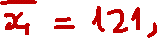 x̄₁ = 121,